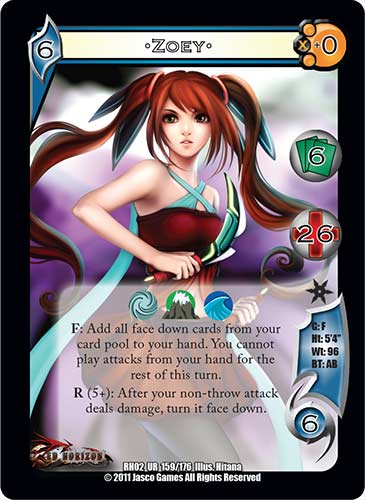 6
·ZOEY·
X +0
6
26
F: Add all face down cards from your
card pool to your hand. You cannot
play attacks from your hand for the
rest of this turn.
R (5+): After your non-throw attack
deals damage, turn it face down.
G: F
Ht: 5'4"
Wt: 96
BT: AB
6
RED HORIZON
RH02 UR 159/176 Illus. Hitana
© 2011 Jasco Games All Rights Reserved